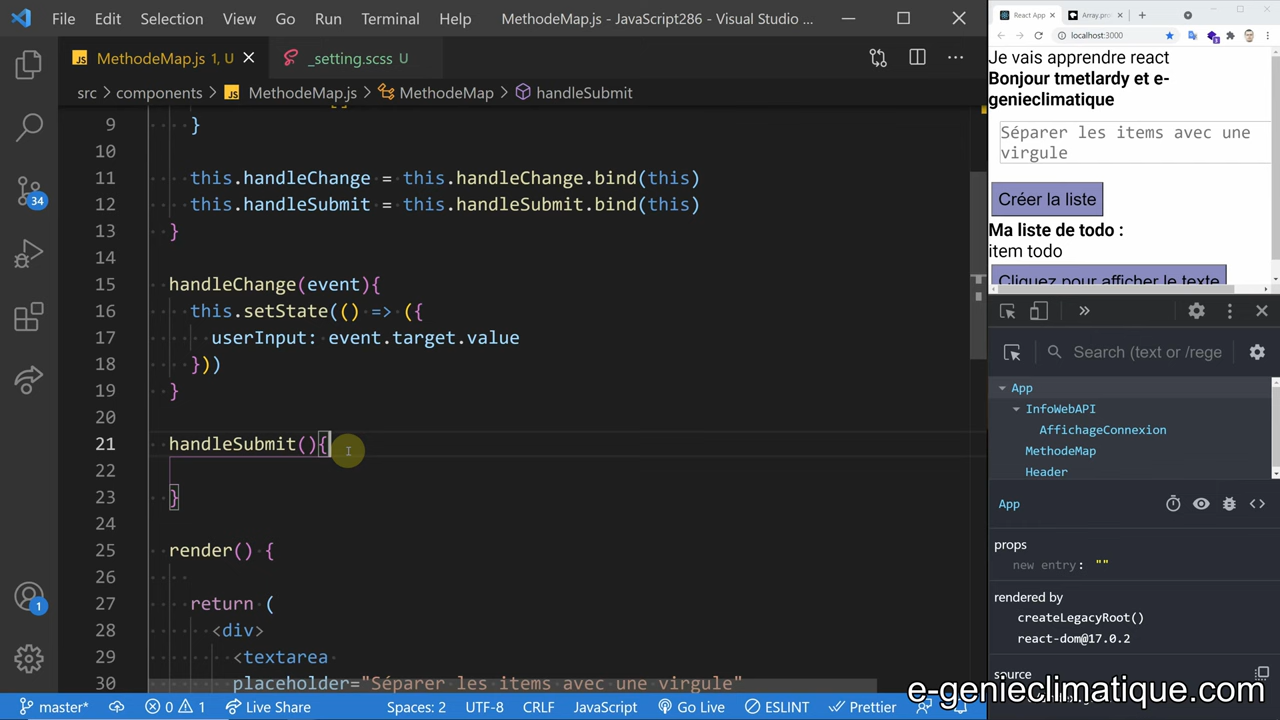 File Edit Selection View Go Run Terminal Help MethodeMap.js - JavaScript286 - Visual Studio ...
MethodeMap.js 1, U
_setting.scss U
src > components > JS MethodeMap.js > MethodeMap > handleSubmit
9 }
10
11 this.handleChange = this.handleChange.bind(this)
12 this.handleSubmit = this.handleSubmit.bind(this)
13 }
14
15 handleChange(event){
16 this.setState(() => ({
17 userInput: event.target.value
18 }))
19 }
20
21 handleSubmit(){
22
23 }
24
25 render() {
26
27 return (
28 <div>
29 <textarea
30 placeholder="Séparer les items avec une virgule"
34
1
master* 0 1 Live Share Spaces: 2 UTF-8 CRLF JavaScript Go Live ESLINT Prettier
React App
localhost:3000
Je vais apprendre react
Bonjour tmetlardy et e-
genieclimatique
Séparer les items avec une
virgule
Créer la liste
Ma liste de todo :
item todo
Cliquez pour afficher le texte
Search (text or /rege
App
InfoWebAPI
AffichageConnexion
MethodeMap
Header
App
props
new entry: ""
rendered by
createLegacyRoot()
react-dom@17.0.2
source
e-genieclimatique.com